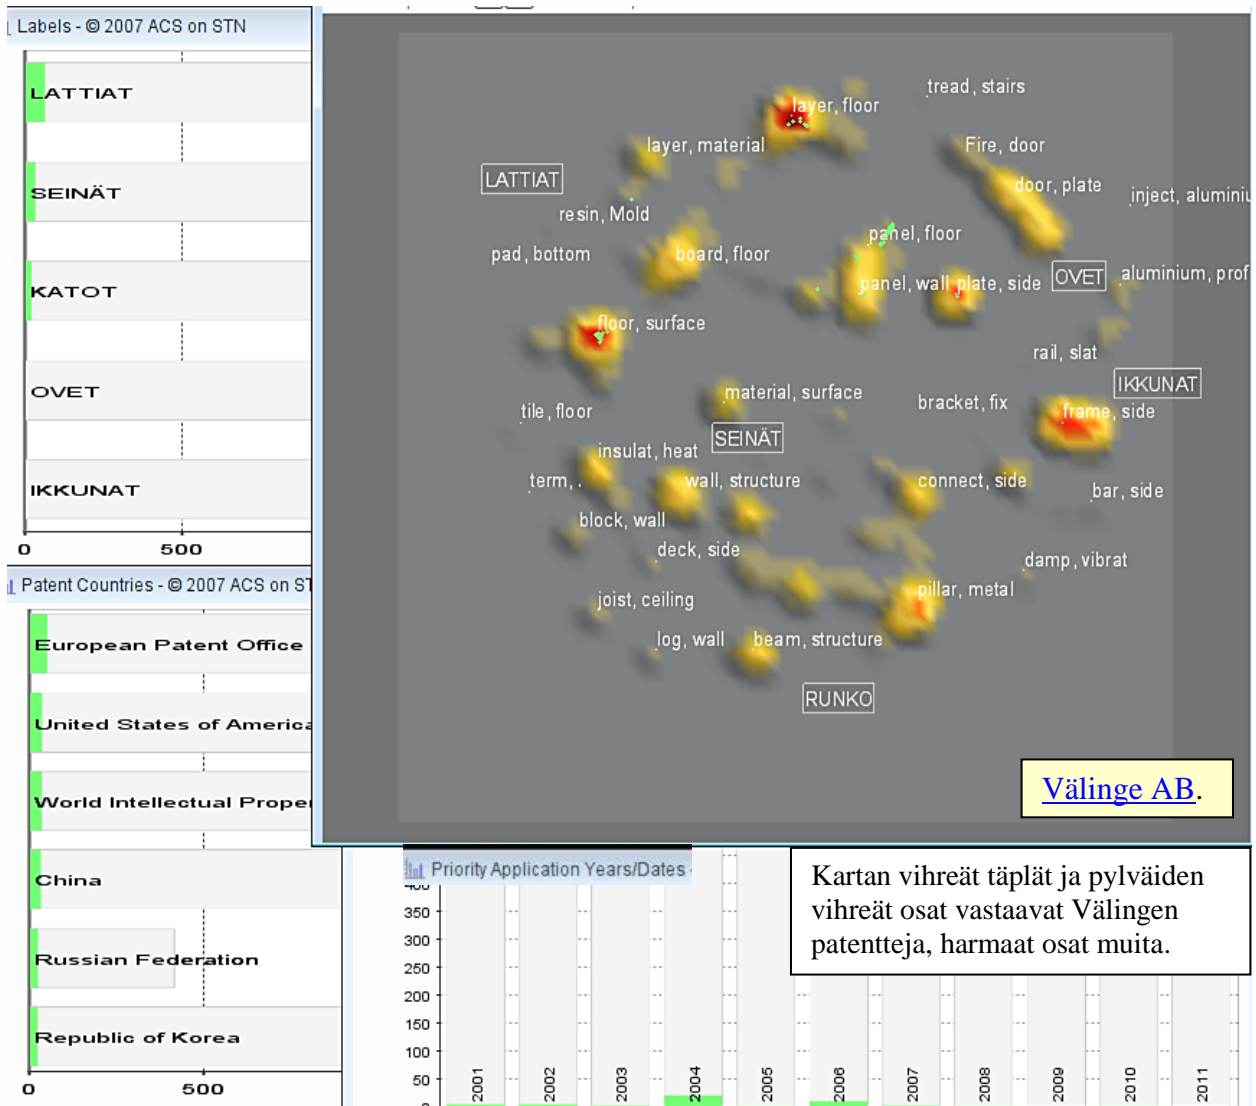 Labels - © 2007 ACS on STN
LATTIAT
SEINÄT
KATOT
OVET
IKKUNAT
0 500
tread, stairs
layer, floor
layer, material
Fire, door
LATTIAT
door, plate
inject, aluminiu
resin, Mold
panel, floor
pad, bottom
board, floor
OVET
aluminium, prof
panel, wall plate, side
floor, surface
rail, slat
IKKUNAT
material, surface
bracket, fix
frame, side
tile, floor
SEINÄT
insulat, heat
term, .
wall, structure
connect, side
bar, side
block, wall
deck, side
damp, vibrat
pillar, metal
joist, ceiling
log, wall
beam, structure
RUNKO
Välinge AB.
Patent Countries - © 2007 ACS on ST
European Patent Office
United States of America
World Intellectual Proper
China
Russian Federation
Republic of Korea
0 500
Priority Application Years/Dates -
350
300
250
200
150
100
50
2001 2002 2003 2004 2005 2006 2007 2008 2009 2010 2011
Kartan vihreät täplät ja pylväiden
vihreät osat vastaavat Välingen
patentteja, harmaat osat muita.